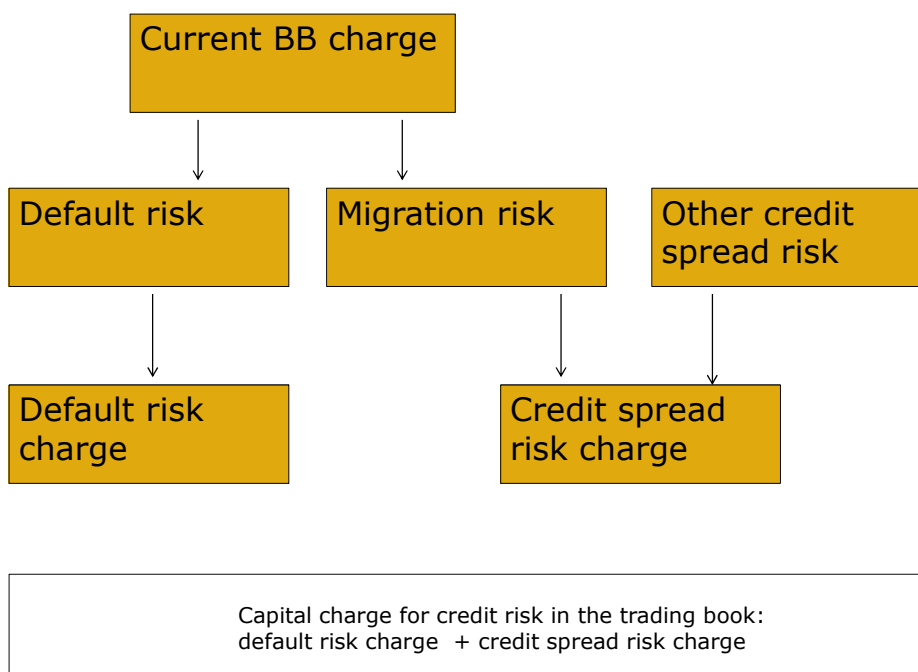 Current BB charge
Default risk
Migration risk
Other credit
spread risk
Default risk
charge
Credit spread
risk charge
Capital charge for credit risk in the trading book:
default risk charge + credit spread risk charge